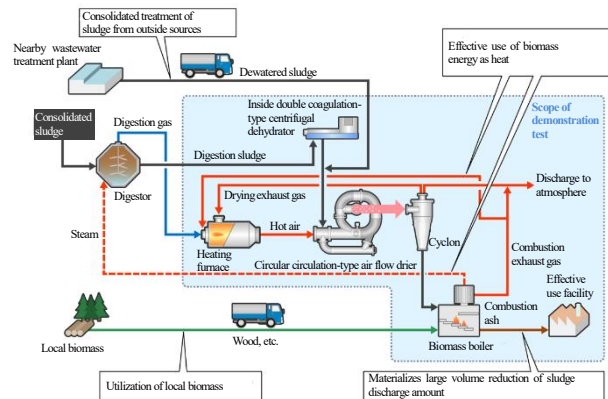 Consolidated treatment of
sludge from outside sources
Nearby wastewater
treatment plant
Dewatered sludge
Effective use of biomass
energy as heat
Consolidated
sludge
Digestion gas
Inside double coagulation-
type centrifugal
dehydrator
Scope of
demonstration
test
Digestion sludge
Digestor
Drying exhaust gas
Discharge to
atmosphere
Hot air
Steam
Heating
furnace
Cyclon
Circular circulation-type air flow drier
Combustion
exhaust gas
Effective
use facility
Combustion
ash
Local biomass
Wood, etc.
Biomass boiler
Utilization of local biomass
Materializes large volume reduction of sludge
discharge amount